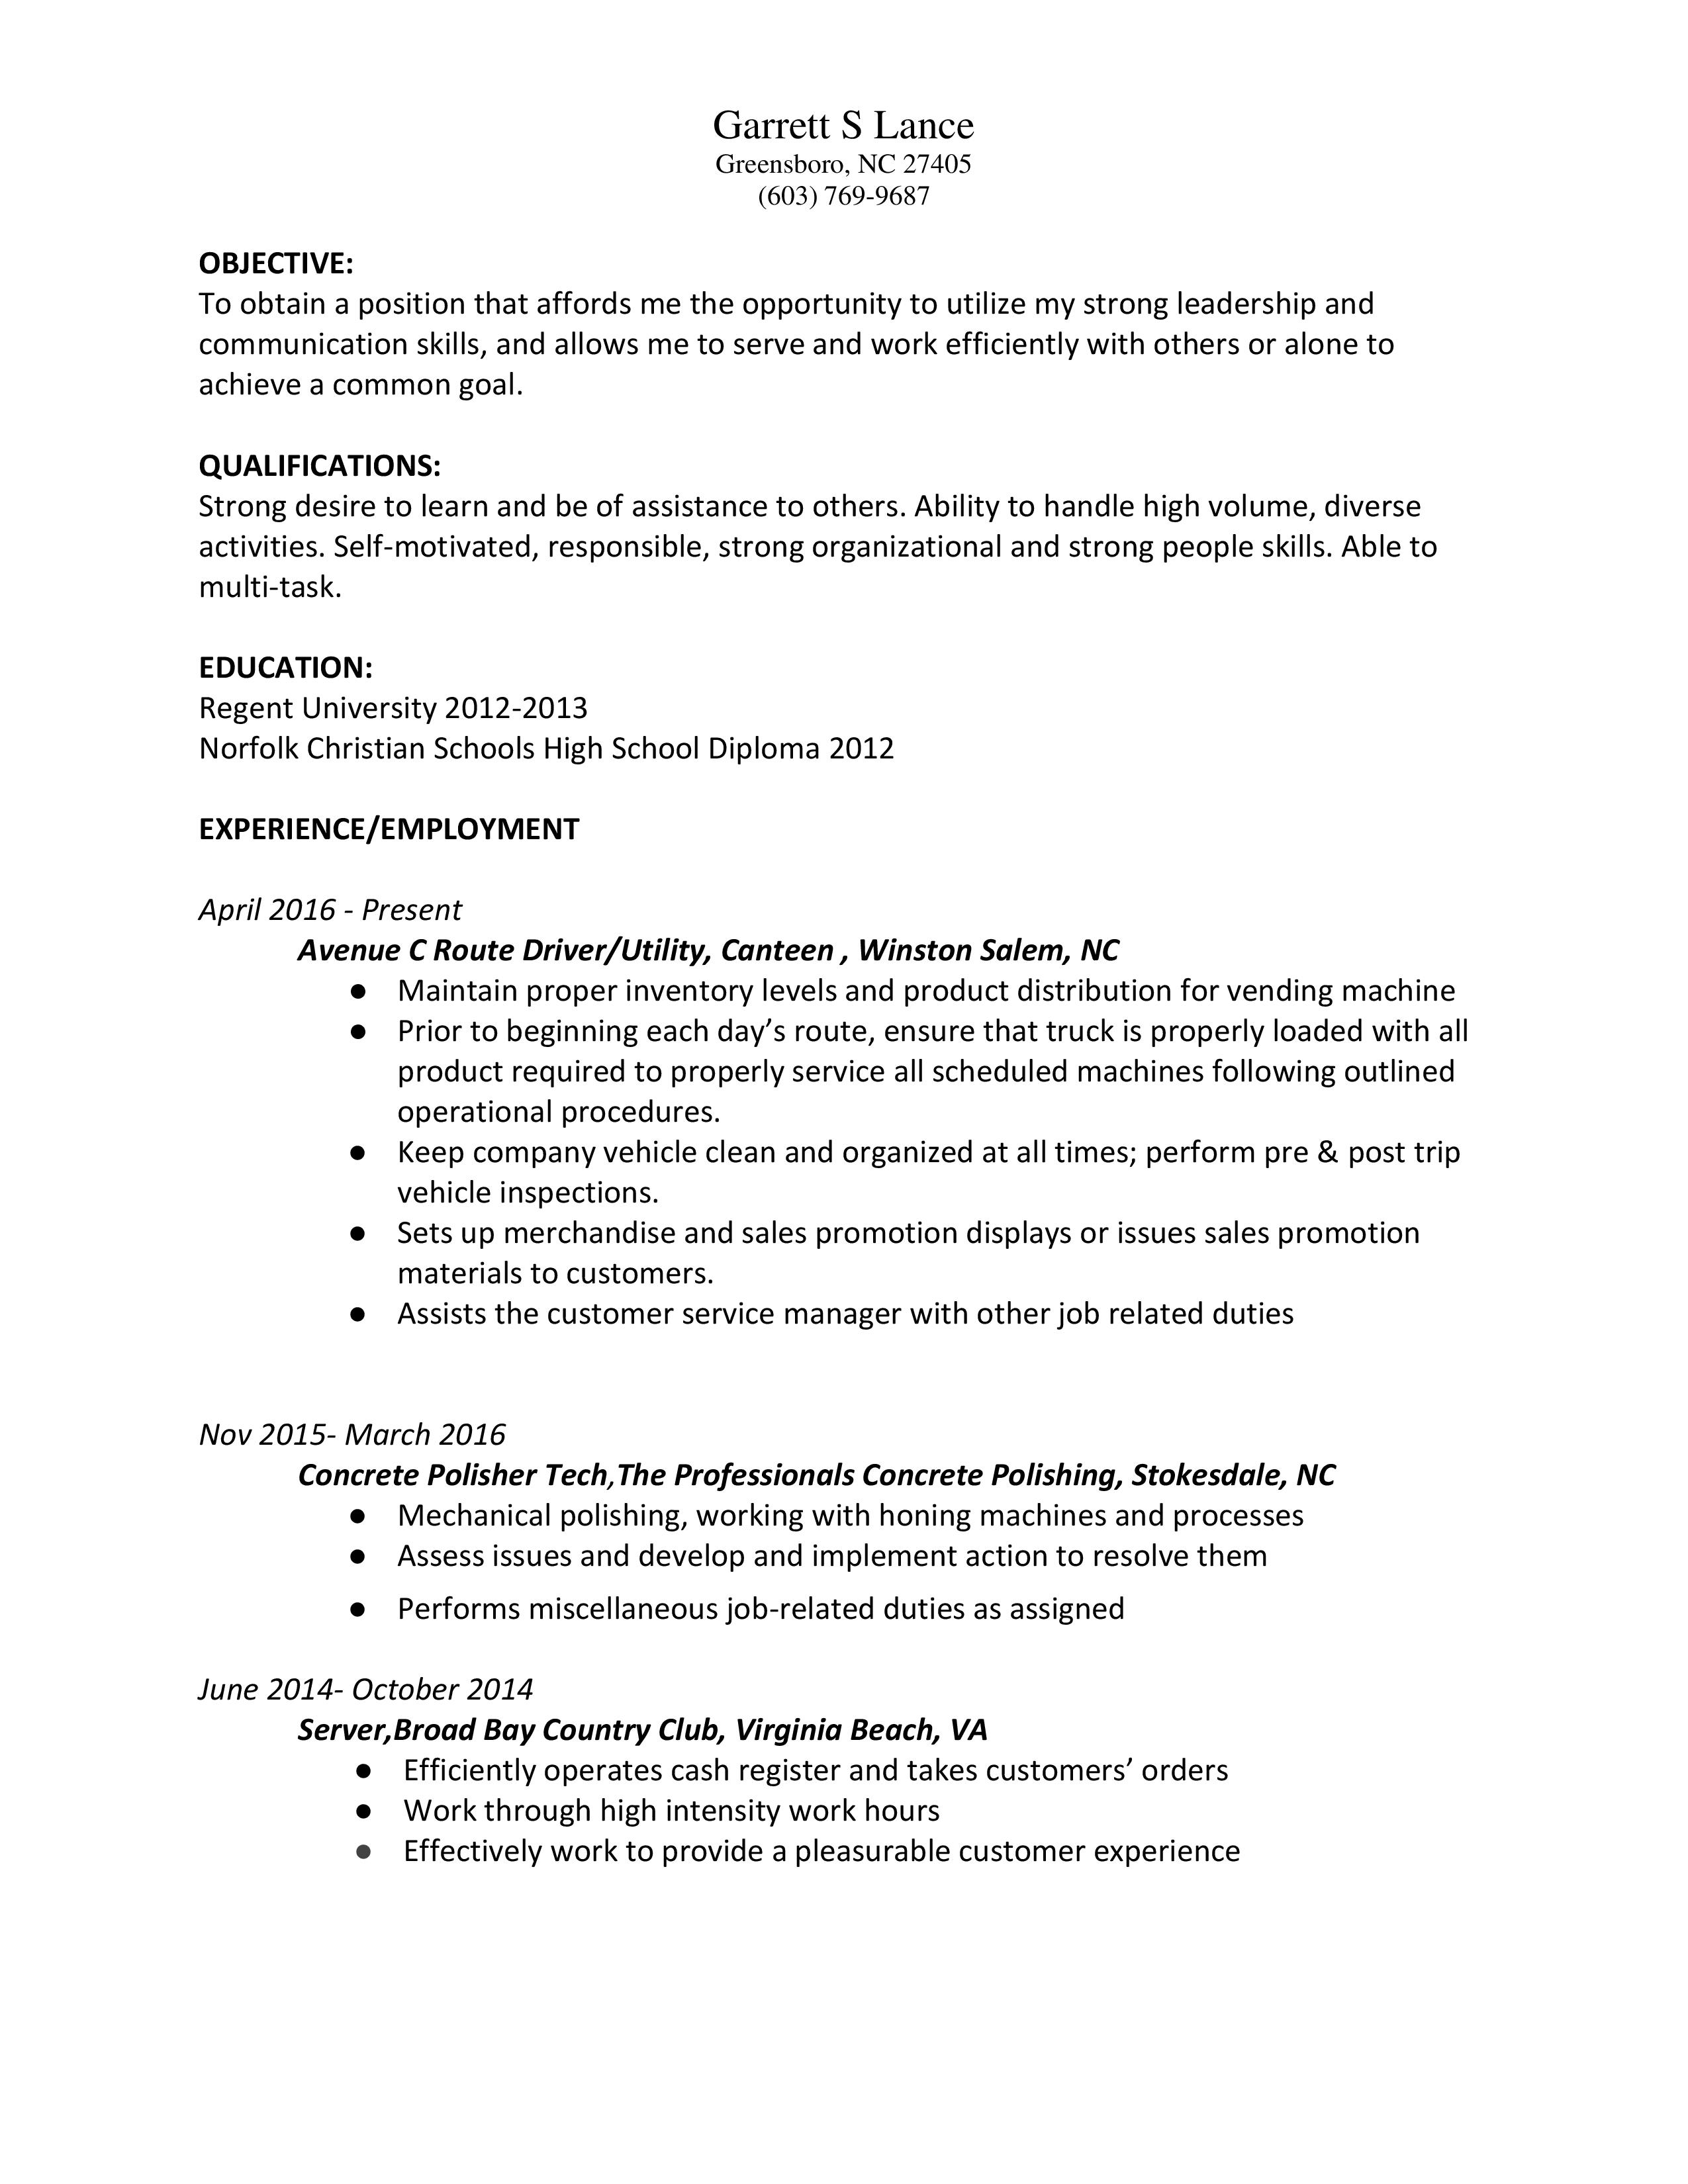 Garrett S Lance
Greensboro, NC 27405
(603) 769-9687
OBJECTIVE:
To obtain a position that affords me the opportunity to utilize my strong leadership and
communication skills, and allows me to serve and work efficiently with others or alone to
achieve a common goal.
QUALIFICATIONS:
Strong desire to learn and be of assistance to others. Ability to handle high volume, diverse
activities. Self-motivated, responsible, strong organizational and strong people skills. Able to
multi-task.
EDUCATION:
Regent University 2012-2013
Norfolk Christian Schools High School Diploma 2012
EXPERIENCE/EMPLOYMENT
April 2016 - Present
Avenue C Route Driver/Utility, Canteen , Winston Salem, NC
● Maintain proper inventory levels and product distribution for vending machine
● Prior to beginning each day’s route, ensure that truck is properly loaded with all
product required to properly service all scheduled machines following outlined
operational procedures.
● Keep company vehicle clean and organized at all times; perform pre & post trip
vehicle inspections.
● Sets up merchandise and sales promotion displays or issues sales promotion
materials to customers.
● Assists the customer service manager with other job related duties
Nov 2015- March 2016
Concrete Polisher Tech,The Professionals Concrete Polishing, Stokesdale, NC
● Mechanical polishing, working with honing machines and processes
● Assess issues and develop and implement action to resolve them
● Performs miscellaneous job-related duties as assigned
June 2014- October 2014
Server,Broad Bay Country Club, Virginia Beach, VA
● Efficiently operates cash register and takes customers’ orders
● Work through high intensity work hours
● Effectively work to provide a pleasurable customer experience